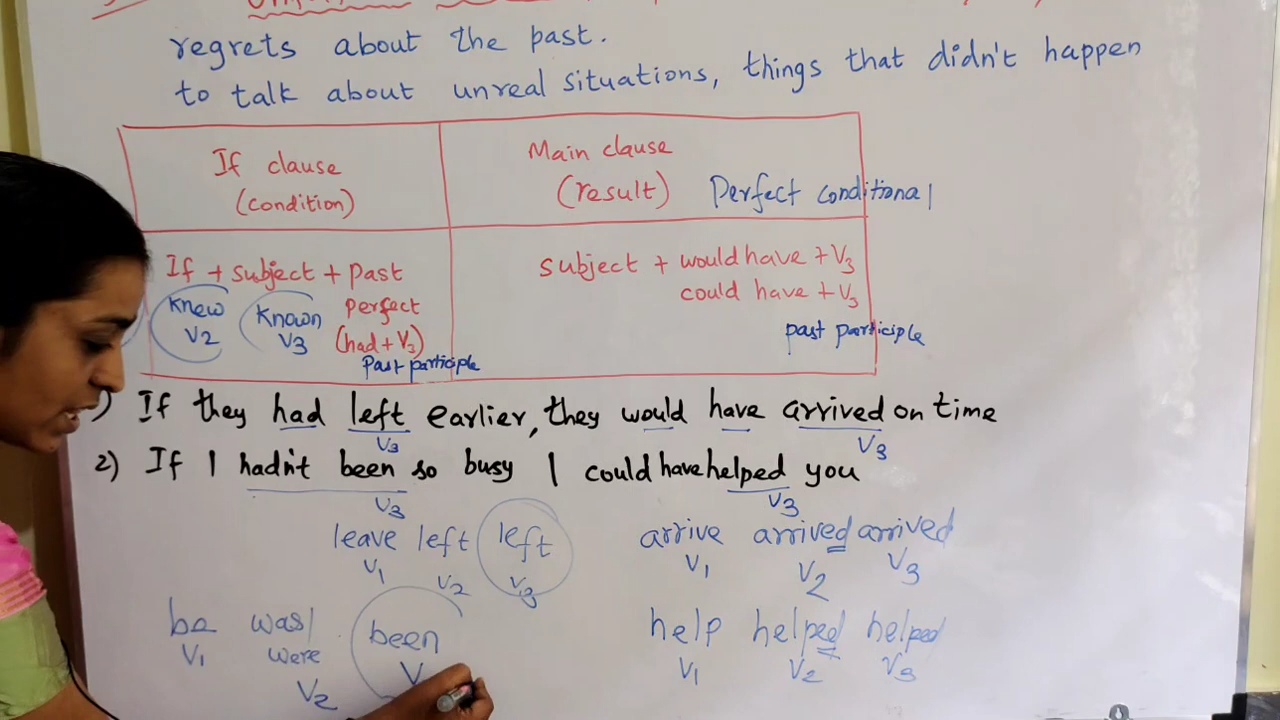 regrets about the past.
to talk about unreal situations, things that didn't happen
If clause
(condition)
Main clause
(result) Perfect conditional
If + subject + past
perfect
(had + V3)
Past participle
knew
V2
known
V3
subject + would have + V3
could have + V3
past participle
) If they had left earlier, they would have arrived on time
V3 V3
2) If I hadn't been so busy I could have helped you
V3 V3
leave left left
V1 V2 V3
arrive arrived arrived
V1 V2 V3
be was/ been
were
V1 V2 V
help helped helped
V1 V2 V3